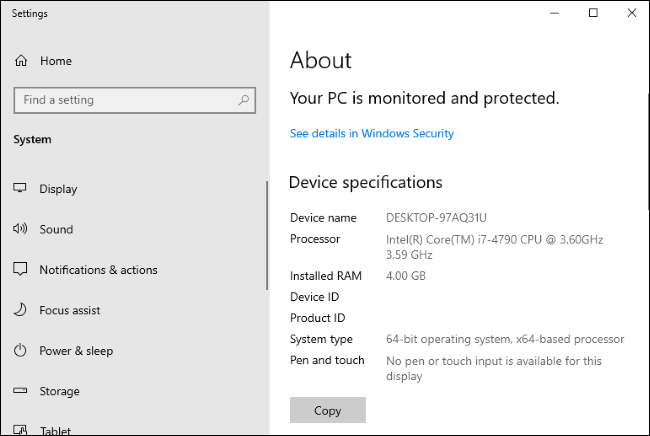 Settings
Home
Find a setting
System
Display
Sound
Notifications & actions
Focus assist
Power & sleep
Storage
Tablet
About
Your PC is monitored and protected.
See details in Windows Security
Device specifications
Device name DESKTOP-97AQ31U
Processor Intel(R) Core(TM) i7-4790 CPU @ 3.60GHz
3.59 GHz
Installed RAM 4.00 GB
Device ID
Product ID
System type 64-bit operating system, x64-based processor
Pen and touch No pen or touch input is available for this
display
Copy